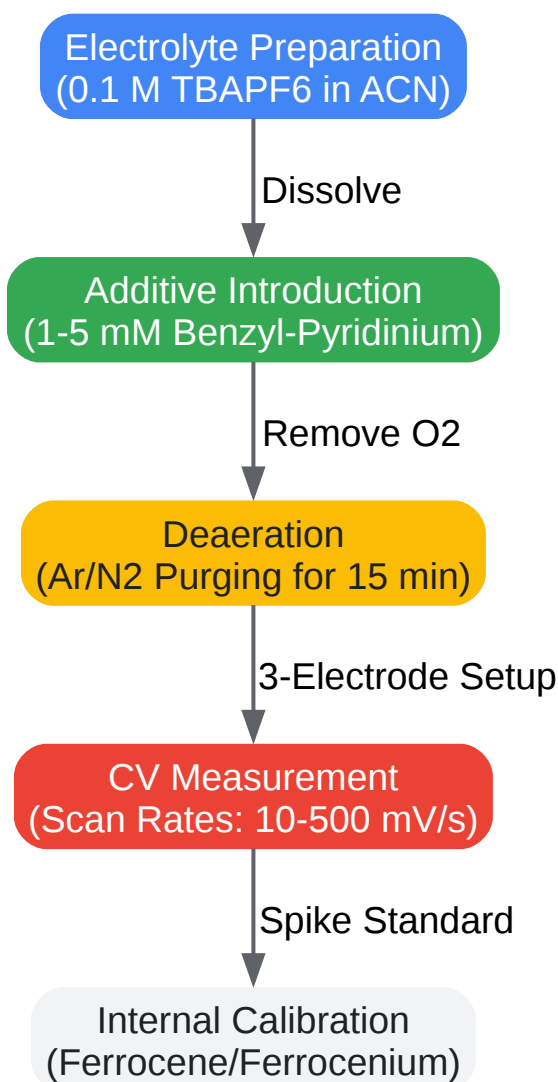 Electrolyte Preparation
(0.1 M TBAPF6 in ACN)
Dissolve
Additive Introduction
(1-5 mM Benzyl-Pyridinium)
Remove O2
Deaeration
(Ar/N2 Purging for 15 min)
3-Electrode Setup
CV Measurement
(Scan Rates: 10-500 mV/s)
Spike Standard
Internal Calibration
(Ferrocene/Ferrocenium)